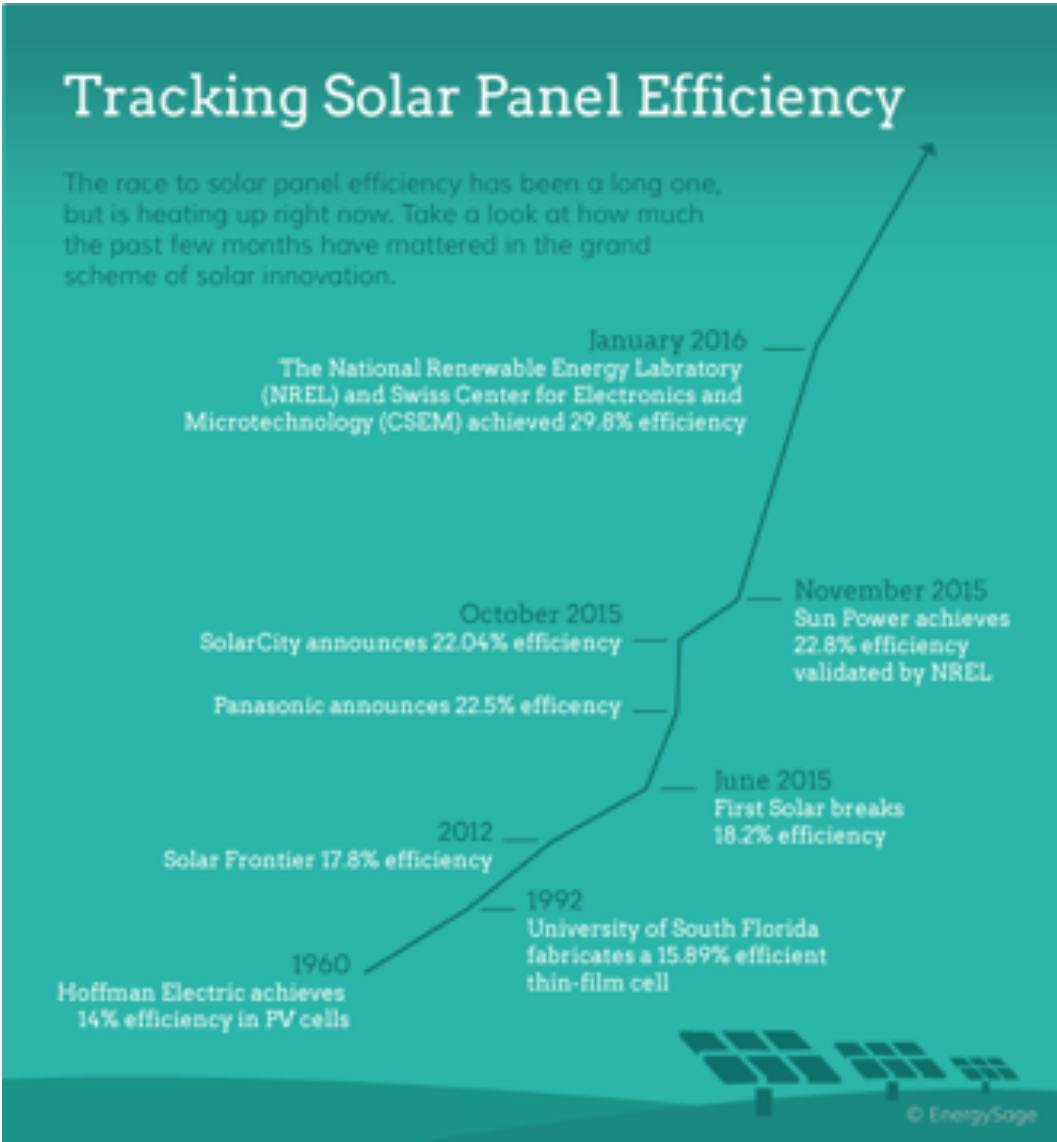 Tracking Solar Panel Efficiency
The race to solar panel efficiency has been a long one,
but is heating up right now. Take a look at how much
the past few months have mattered in the grand
scheme of solar innovation.
January 2016
The National Renewable Energy Labratory
(NREL) and Swiss Center for Electronics and
Microtechnology (CSEM) achieved 29.8% efficiency
November 2015
Sun Power achieves
22.8% efficiency
validated by NREL
October 2015
SolarCity announces 22.04% efficiency
Panasonic announces 22.5% efficency
June 2015
First Solar breaks
18.2% efficiency
2012
Solar Frontier 17.8% efficiency
1992
University of South Florida
fabricates a 15.89% efficient
thin-film cell
1960
Hoffman Electric achieves
14% efficiency in PV cells
© EnergySage